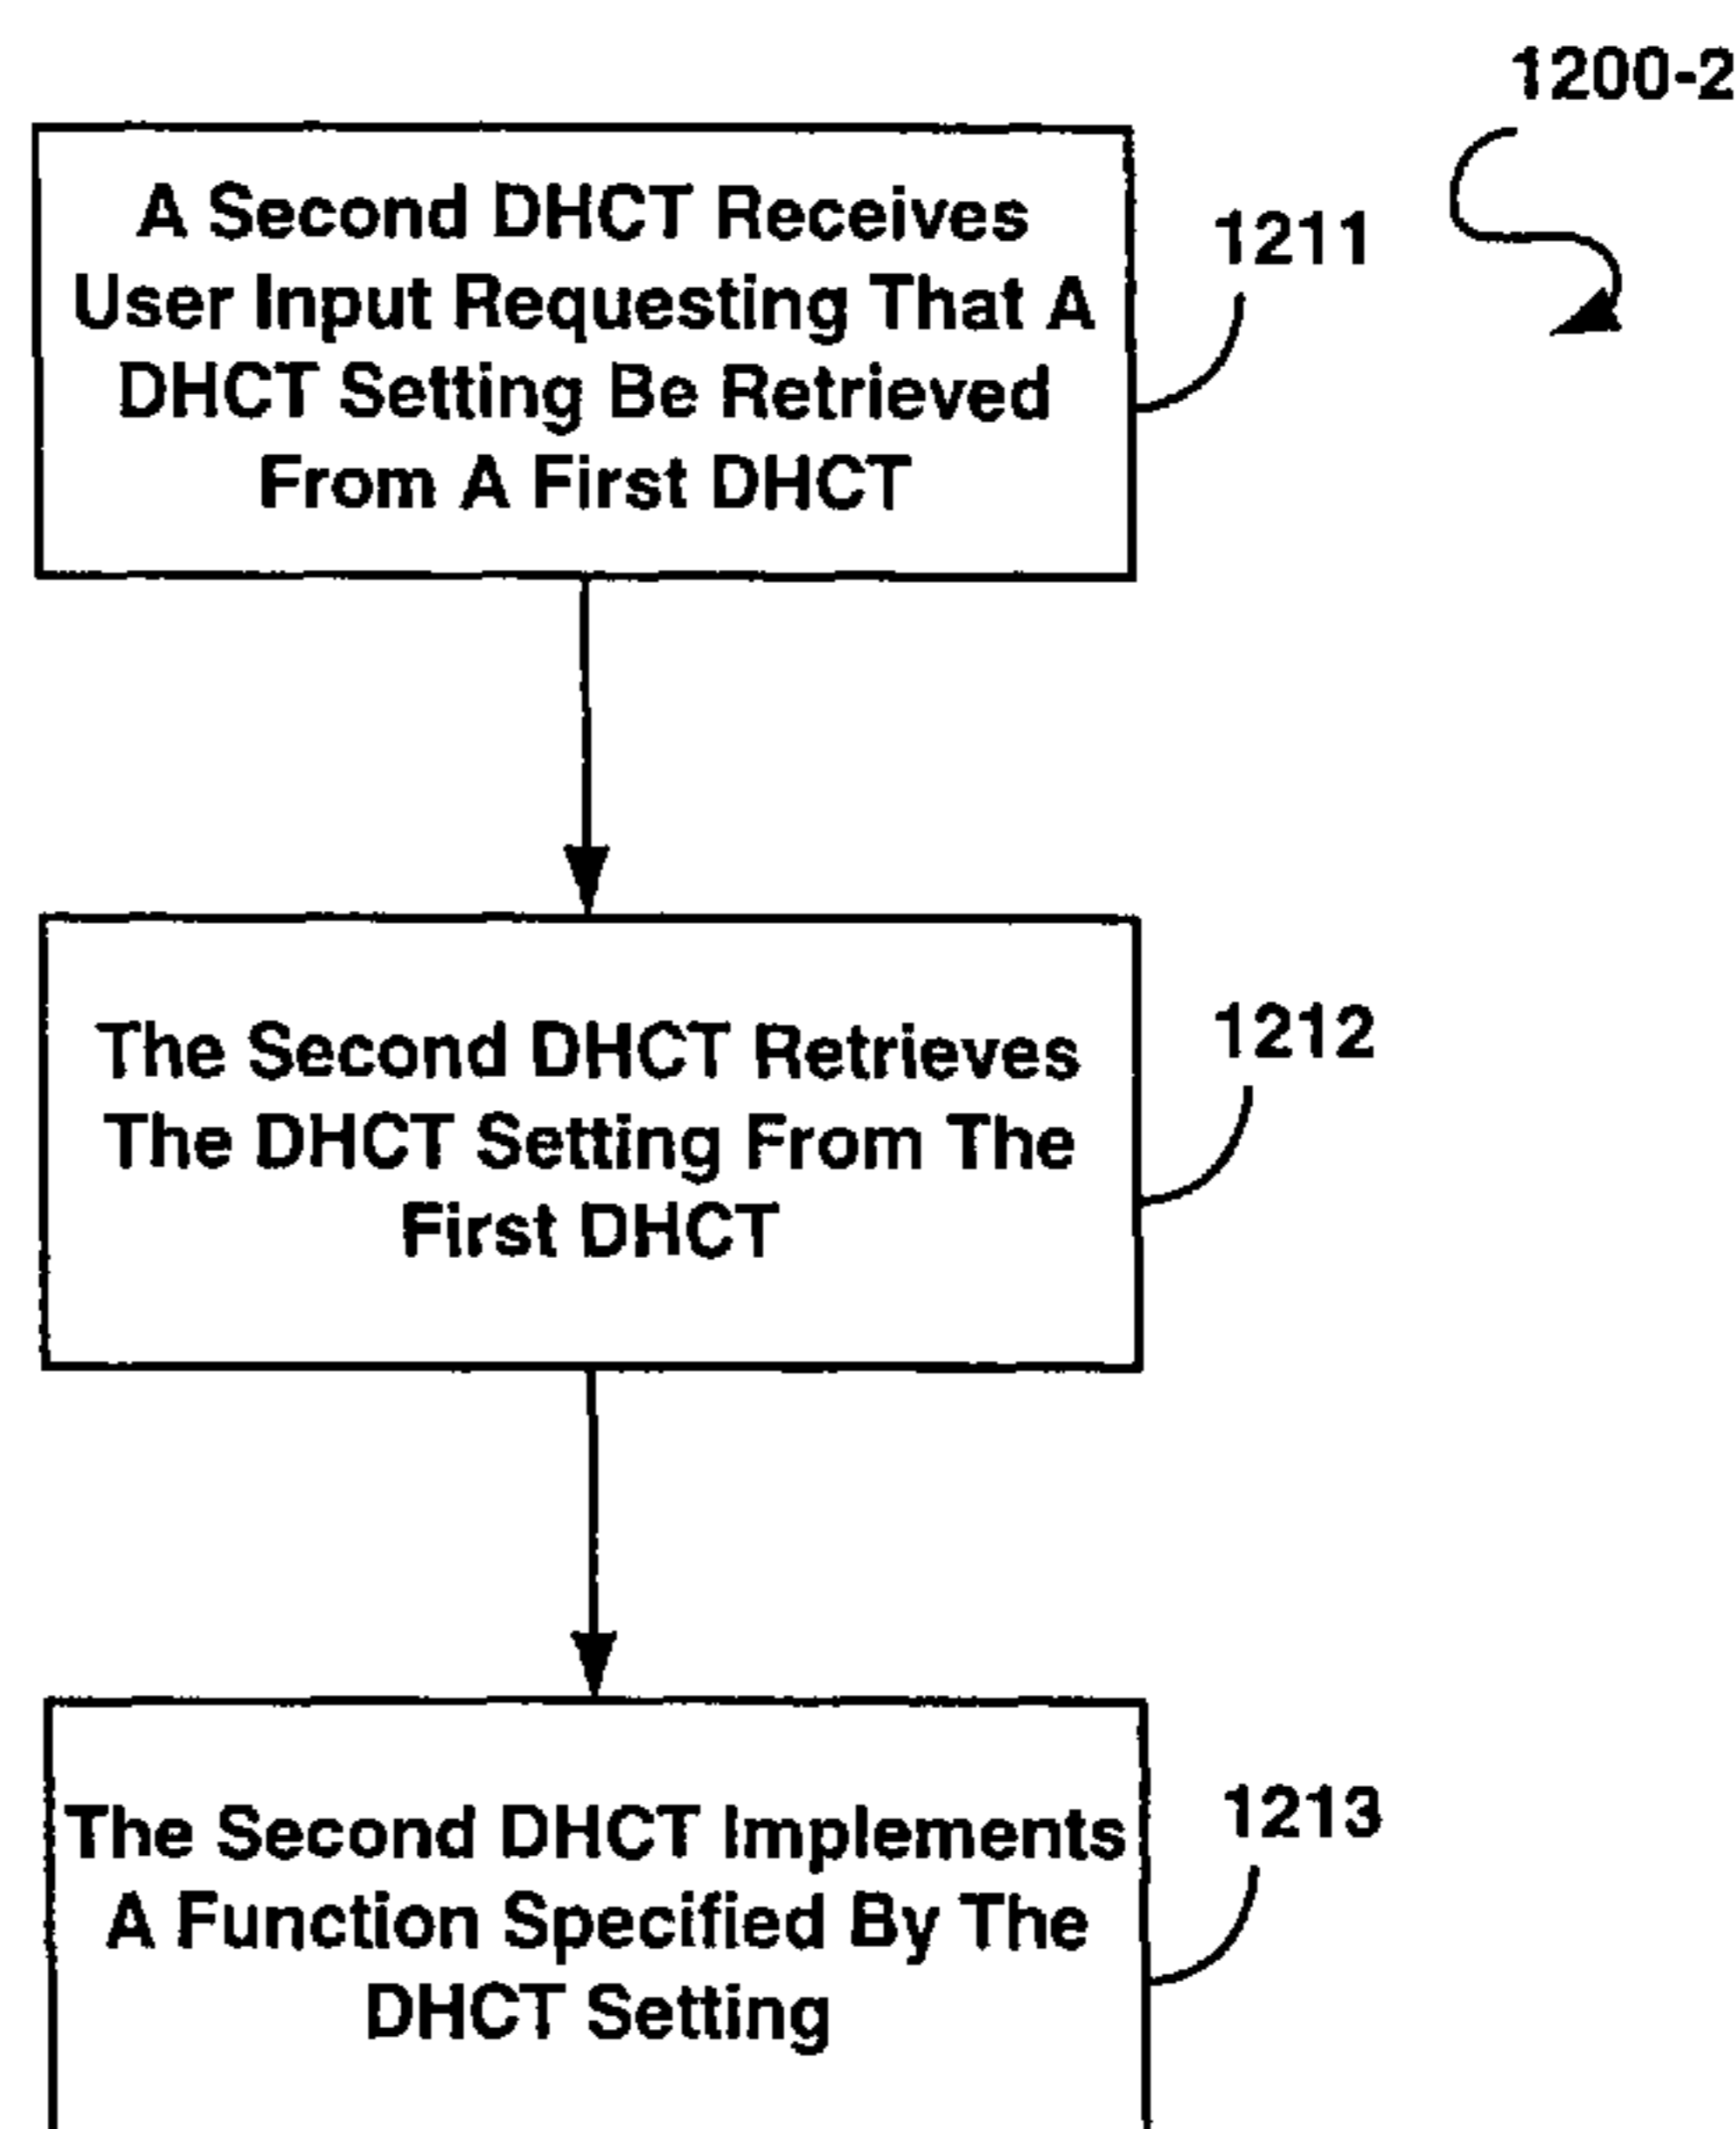 1200-2
A Second DHCT Receives
User Input Requesting That A
DHCT Setting Be Retrieved
From A First DHCT
1211
The Second DHCT Retrieves
The DHCT Setting From The
First DHCT
1212
The Second DHCT Implements
A Function Specified By The
DHCT Setting
1213